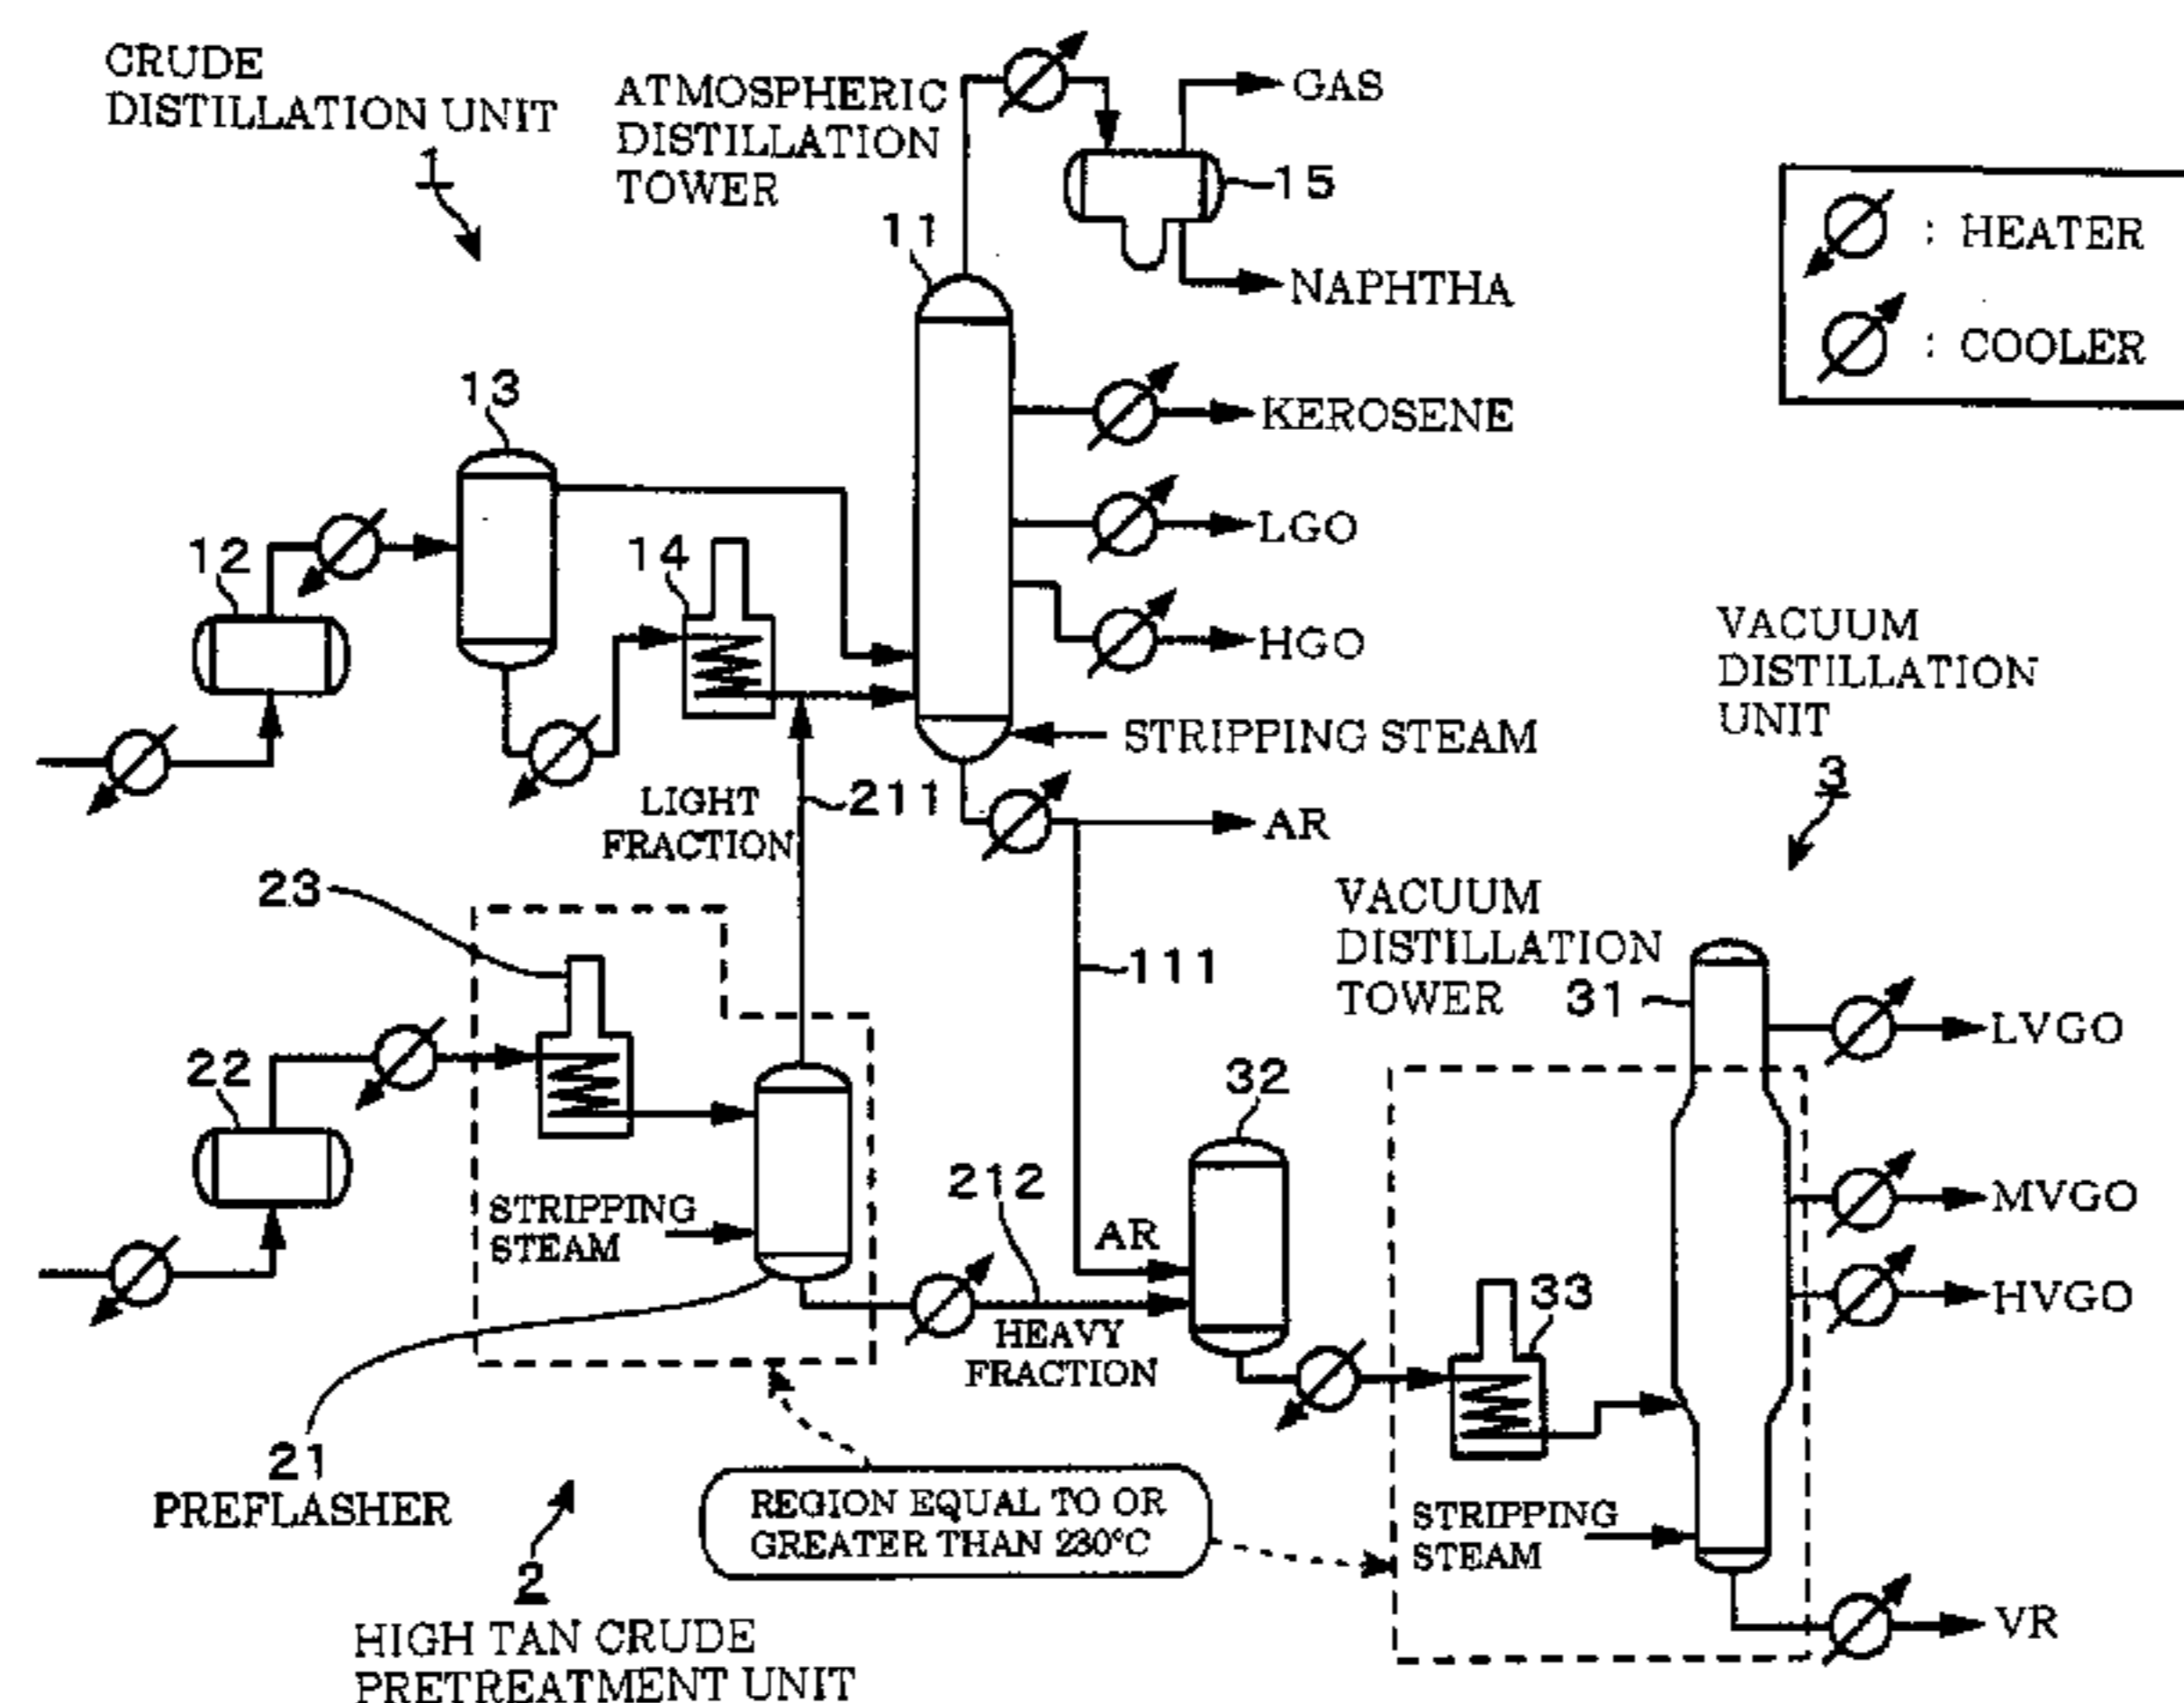 CRUDE
DISTILLATION UNIT
1
ATMOSPHERIC
DISTILLATION
TOWER
11
GAS
15
NAPHTHA
: HEATER
: COOLER
13
KEROSENE
12
14
LGO
HGO
STRIPPING STEAM
VACUUM
DISTILLATION
UNIT
3
LIGHT
FRACTION
211
AR
23
111
VACUUM
DISTILLATION
TOWER 31
LVGO
22
32
STRIPPING
STEAM
212
AR
MVGO
HEAVY
FRACTION
33
HVGO
21
PREFLASHER
REGION EQUAL TO OR
GREATER THAN 230°C
STRIPPING
STEAM
2
HIGH TAN CRUDE
PRETREATMENT UNIT
VR